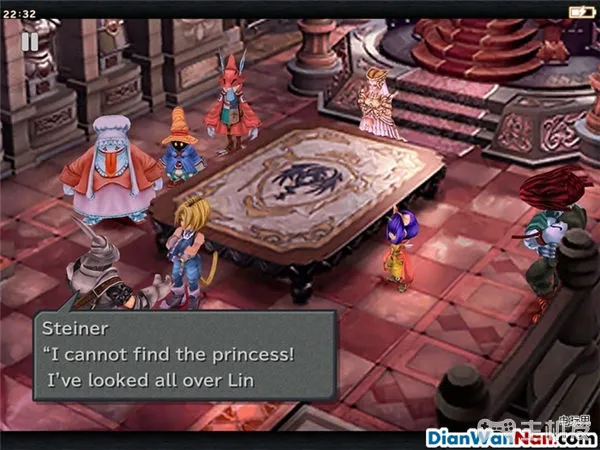 22:32
Steiner
“I cannot find the princess!
I've looked all over Lin
DianWanNan.com